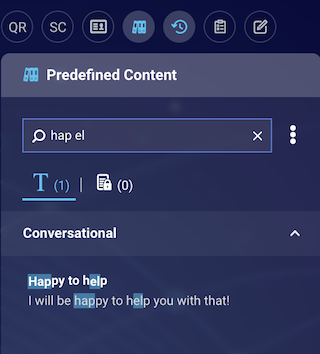 QR SC
Predefined Content
hap el
T (1) | (0)
Conversational
Happy to help
I will be happy to help you with that!